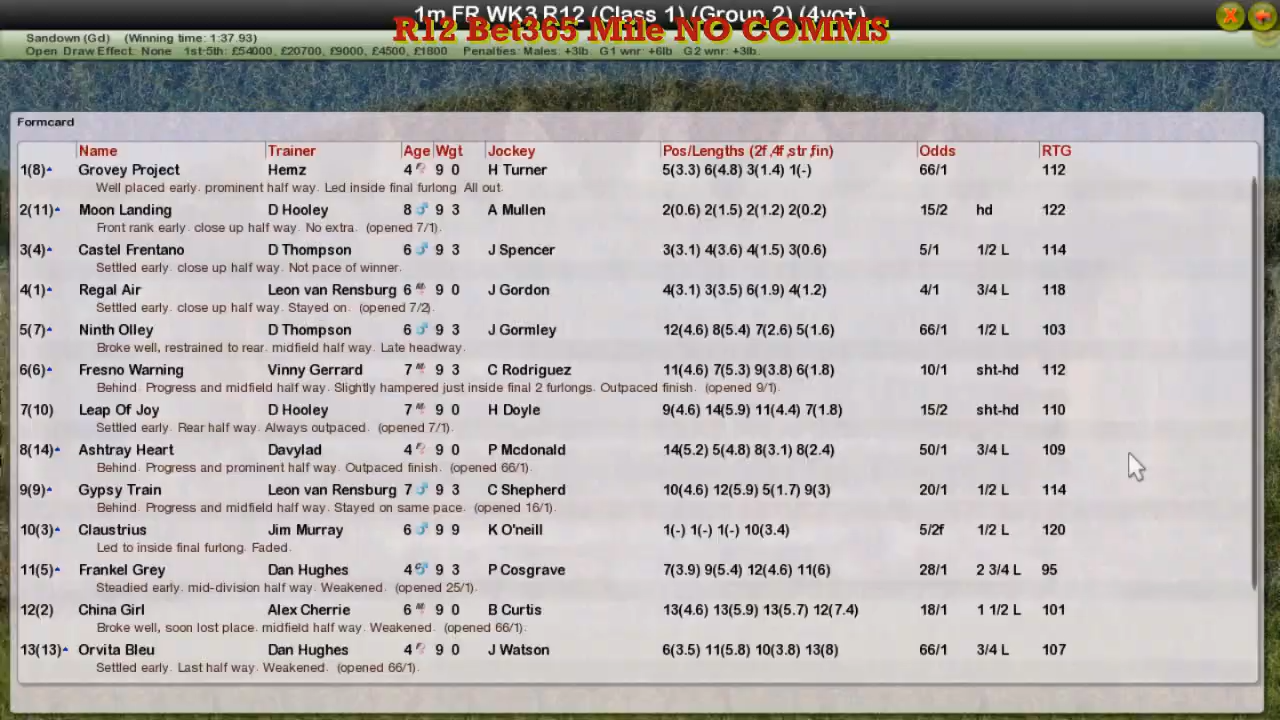 1m FR WK3 R12 (Class 1) (Group 2) (4yo+)
R12 Bet365 Mile NO COMMS
Sandown (Gd) (Winning time: 1:37.93)
Open Draw Effect: None 1st-5th: £54000, £20700, £9000, £4500, £1800 Penalties: Males: +3lb. G1 wnr: +6lb G2 wnr: +3lb.
Formcard
Name Trainer Age Wgt Jockey Pos/Lengths (2f,4f,str,fin) Odds RTG
1(8) Grovey Project Hemz 4 9 0 H Turner 5(3.3) 6(4.8) 3(1.4) 1(-) 66/1 112
Well placed early. prominent half way. Led inside final furlong. All out.
2(11) Moon Landing D Hooley 8 9 3 A Mullen 2(0.6) 2(1.5) 2(1.2) 2(0.2) 15/2 hd 122
Front rank early. close up half way. No extra. (opened 7/1).
3(4) Castel Frentano D Thompson 6 9 3 J Spencer 3(3.1) 4(3.6) 4(1.5) 3(0.6) 5/1 1/2 L 114
Settled early. close up half way. Not pace of winner.
4(1) Regal Air Leon van Rensburg 6 9 0 J Gordon 4(3.1) 3(3.5) 6(1.9) 4(1.2) 4/1 3/4 L 118
Settled early. close up half way. Stayed on. (opened 7/2).
5(7) Ninth Olley D Thompson 6 9 3 J Gormley 12(4.6) 8(5.4) 7(2.6) 5(1.6) 66/1 1/2 L 103
Broke well, restrained to rear. midfield half way. Late headway.
6(6) Fresno Warning Vinny Gerrard 7 9 3 C Rodriguez 11(4.6) 7(5.3) 9(3.8) 6(1.8) 10/1 sht-hd 112
Behind. Progress and midfield half way. Slightly hampered just inside final 2 furlongs. Outpaced finish. (opened 9/1).
7(10) Leap Of Joy D Hooley 7 9 0 H Doyle 9(4.6) 14(5.9) 11(4.4) 7(1.8) 15/2 sht-hd 110
Settled early. Rear half way. Always outpaced. (opened 7/1).
8(14) Ashtray Heart Davylad 4 9 0 P Mcdonald 14(5.2) 5(4.8) 8(3.1) 8(2.4) 50/1 3/4 L 109
Behind. Progress and prominent half way. Outpaced finish. (opened 66/1).
9(9) Gypsy Train Leon van Rensburg 7 9 3 C Shepherd 10(4.6) 12(5.9) 5(1.7) 9(3) 20/1 1/2 L 114
Behind. Progress and midfield half way. Stayed on same pace. (opened 16/1).
10(3) Claustrius Jim Murray 6 9 9 K O'neill 1(-) 1(-) 1(-) 10(3.4) 5/2f 1/2 L 120
Led to inside final furlong. Faded.
11(5) Frankel Grey Dan Hughes 4 9 3 P Cosgrave 7(3.9) 9(5.4) 12(4.6) 11(6) 28/1 2 3/4 L 95
Steadied early. mid-division half way. Weakened. (opened 25/1).
12(2) China Girl Alex Cherrie 6 9 0 B Curtis 13(4.6) 13(5.9) 13(5.7) 12(7.4) 18/1 1 1/2 L 101
Broke well, soon lost place. midfield half way. Weakened. (opened 66/1).
13(13) Orvita Bleu Dan Hughes 4 9 0 J Watson 6(3.5) 11(5.8) 10(3.8) 13(8) 66/1 3/4 L 107
Settled early. Last half way. Weakened. (opened 66/1).